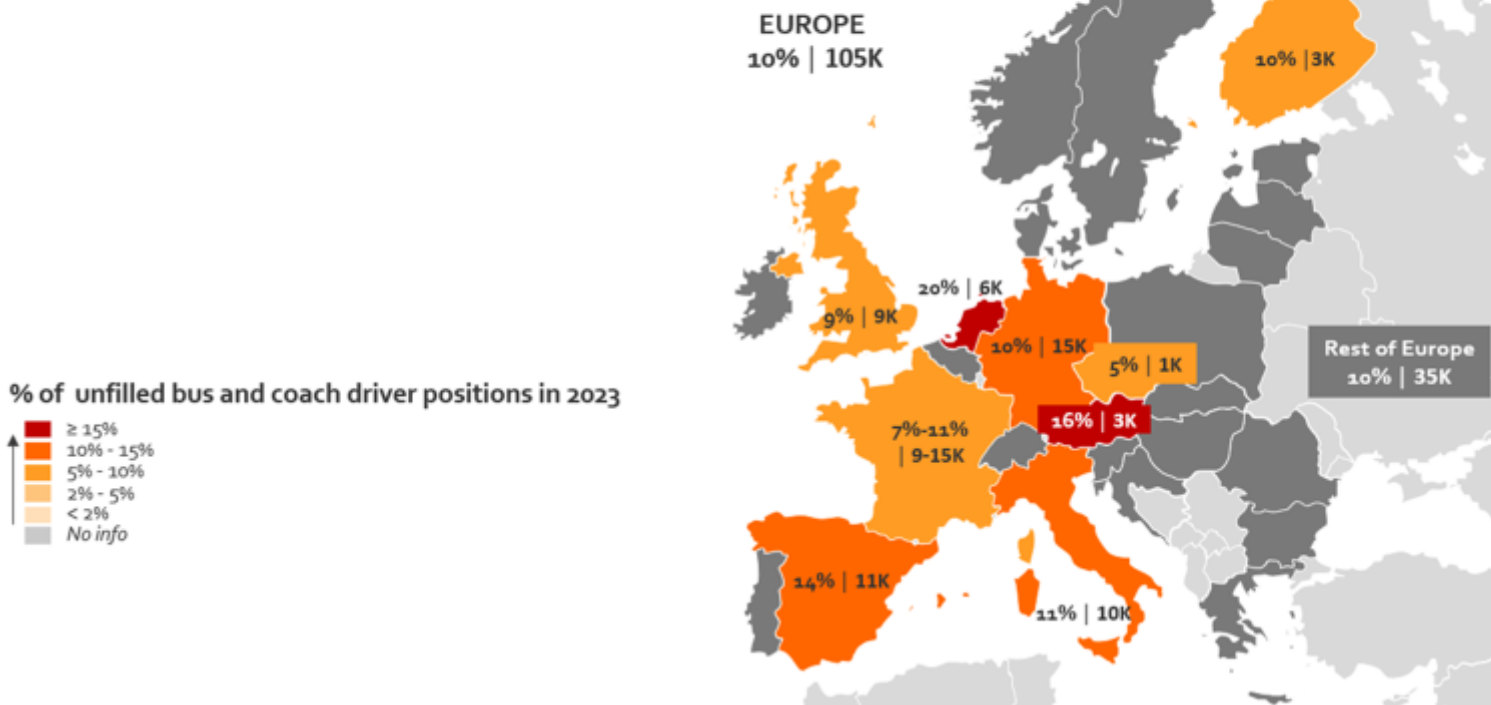 EUROPE
10% | 105K
10% |3K
20% | 6K
9% | 9K
10% | 15K
5% | 1K
Rest of Europe
10% | 35K
% of unfilled bus and coach driver positions in 2023
≥ 15%
10% - 15%
5% - 10%
2% - 5%
< 2%
No info
16% | 3K
7%-11%
| 9-15K
14% | 11K
11% | 10K